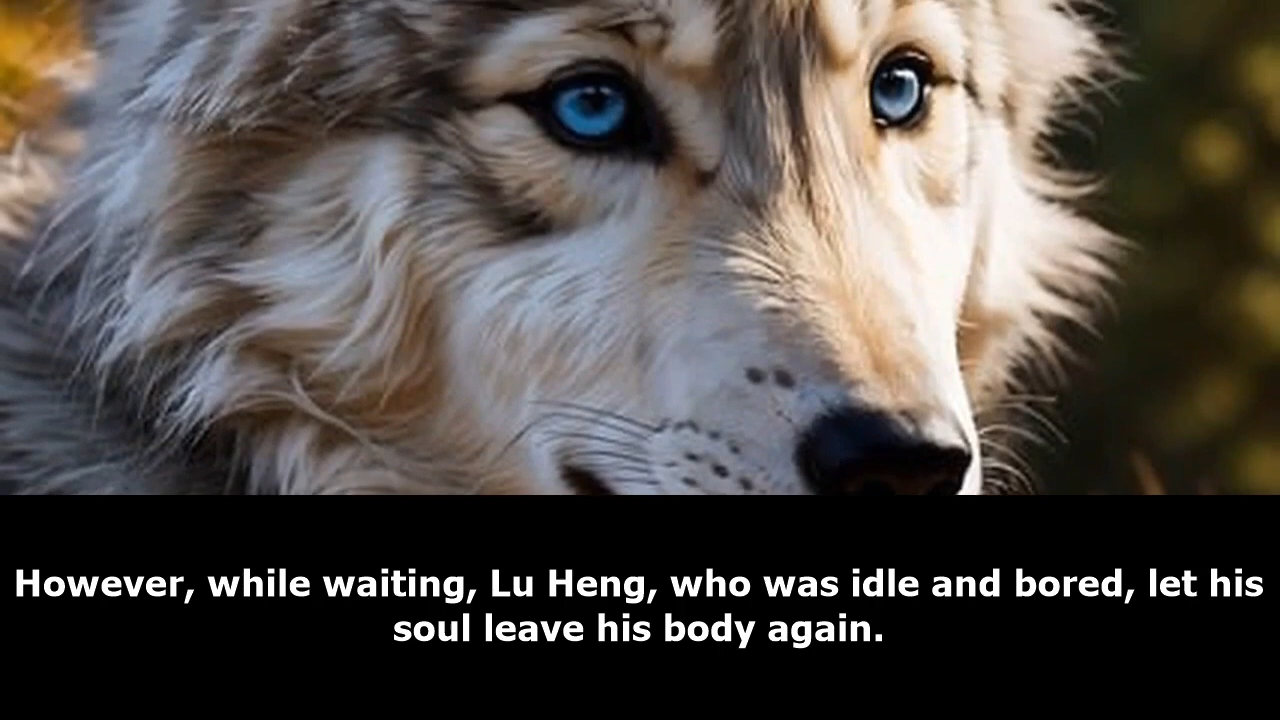 However, while waiting, Lu Heng, who was idle and bored, let his
soul leave his body again.